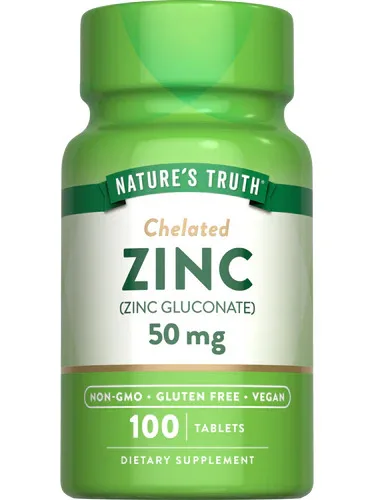 NATURE'S TRUTH®
Chelated
ZINC
(ZINC GLUCONATE)
50 mg
NON-GMO • GLUTEN FREE • VEGAN
100 | TABLETS
DIETARY SUPPLEMENT